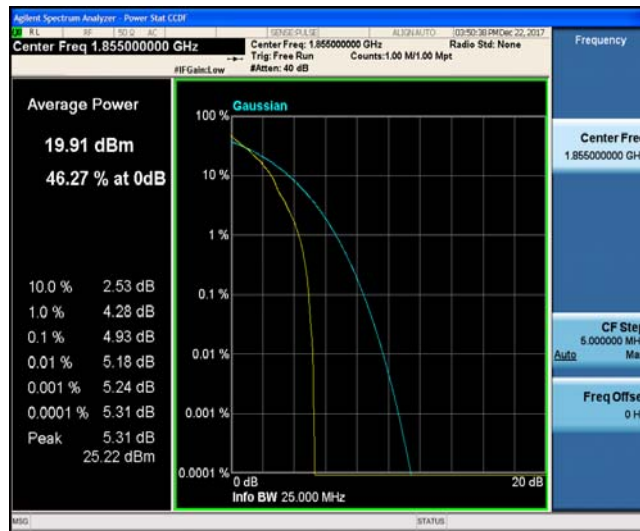 Agilent Spectrum Analyzer - Power Stat CCDF
RL RF 50 Ω AC SENSE:PULSE ALIGN AUTO 03:50:38 PM Dec 22, 2017
Center Freq 1.855000000 GHz
Center Freq: 1.855000000 GHz Radio Std: None
Trig: Free Run Counts:1.00 M/1.00 Mpt
#IFGain:Low #Atten: 40 dB
Frequency
Average Power
19.91 dBm
46.27 % at 0dB
10.0 % 2.53 dB
1.0 % 4.28 dB
0.1 % 4.93 dB
0.01 % 5.18 dB
0.001 % 5.24 dB
0.0001 % 5.31 dB
Peak 5.31 dB
25.22 dBm
Gaussian
100 %
10 %
1 %
0.1 %
0.01 %
0.001 %
0.0001 %
0 dB 20 dB
Info BW 25.000 MHz
Center Fre
1.855000000 GH
CF Step
5.000000 MH
Auto Ma
Freq Offse
0 H
MSG STATUS